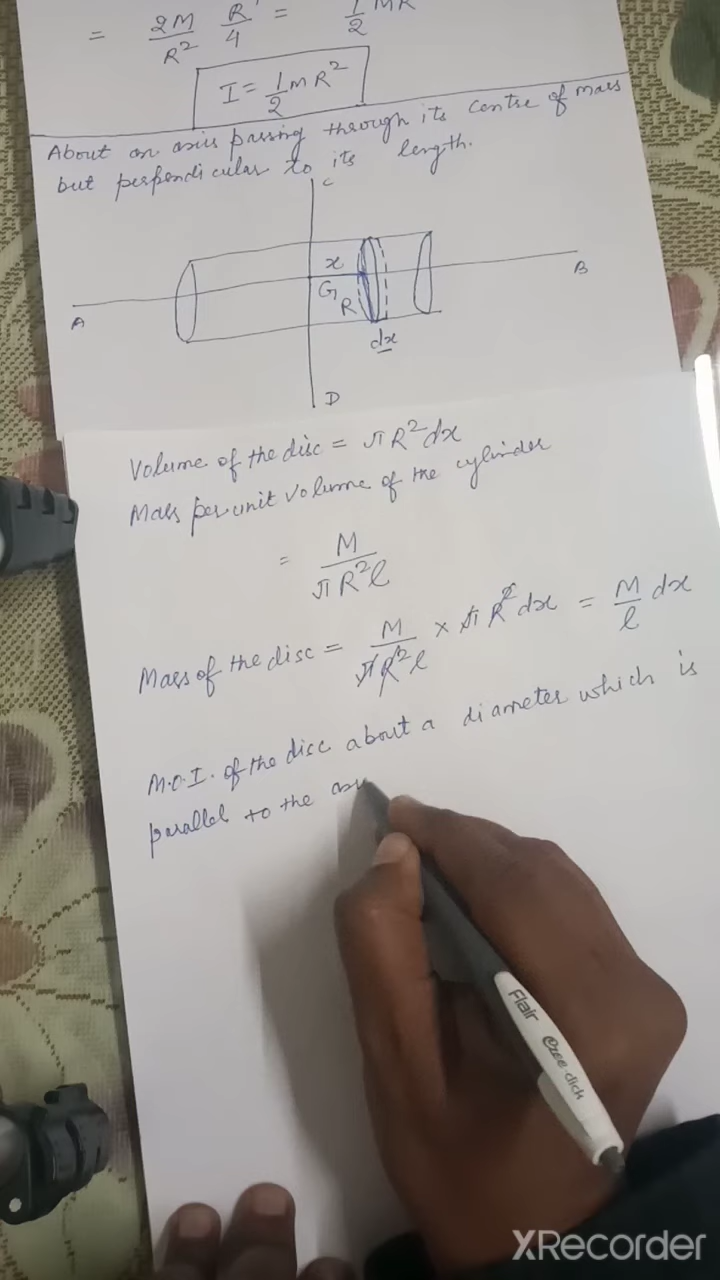 = 2M/R² R⁴/4 = 1/2 MR²
I = 1/2 MR²
About an axis passing through its centre of mass
but perpendicular to its length.
C
x
G
R
A
B
dx
D
Volume of the disc = πR²dx
Mass per unit volume of the cylinder
= M/πR²l
Mass of the disc = M/πR²l × πR²dx = M/l dx
M.O.I. of the disc about a diameter which is
parallel to the
Flair Ezee-click
XRecorder